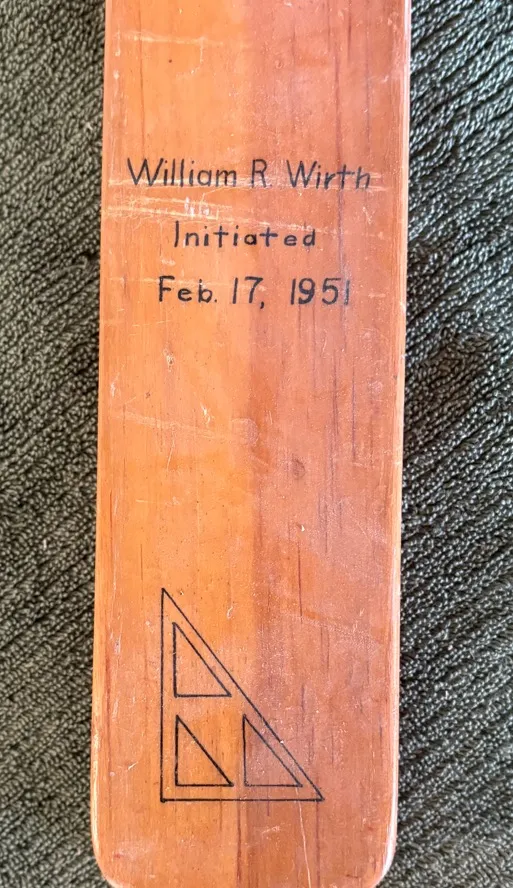 William R. Wirth
Initiated
Feb. 17, 1951